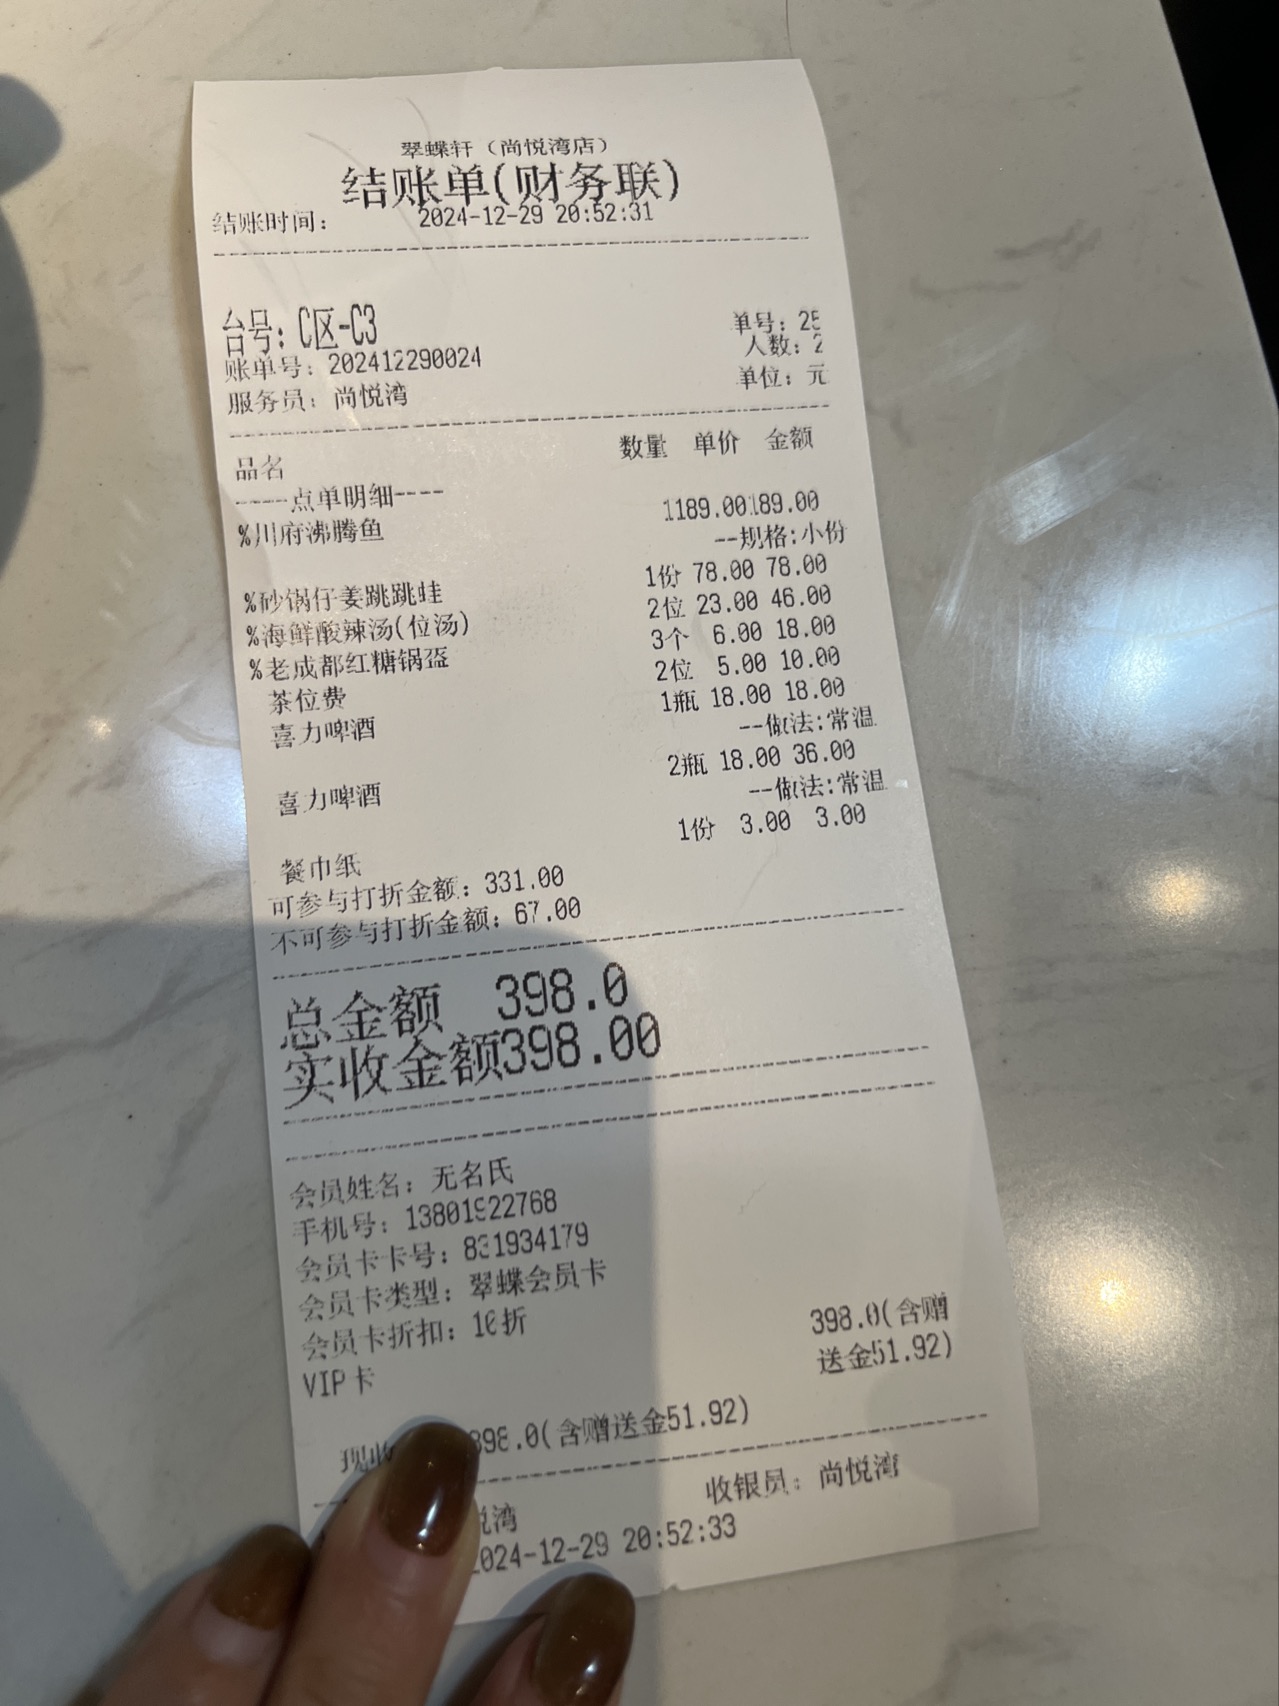 翠蝶轩（尚悦湾店）
结账单(财务联)
结账时间: 2024-12-29 20:52:31
台号: C区-C3
单号: 25
账单号: 202412290024
人数: 2
服务员: 尚悦湾
单位: 元
品名 数量 单价 金额
----点单明细----
%川府沸腾鱼 1189.00189.00
--规格:小份
%砂锅仔姜跳跳蛙 1份 78.00 78.00
%海鲜酸辣汤(位汤) 2位 23.00 46.00
%老成都红糖锅盔 3个 6.00 18.00
茶位费 2位 5.00 10.00
喜力啤酒 1瓶 18.00 18.00
--做法:常温
喜力啤酒 2瓶 18.00 36.00
--做法:常温
餐巾纸 1份 3.00 3.00
可参与打折金额: 331.00
不可参与打折金额: 67.00
总金额 398.0
实收金额398.00
会员姓名: 无名氏
手机号: 13801922768
会员卡卡号: 831934179
会员卡类型: 翠蝶会员卡
会员卡折扣: 10折
VIP卡 398.0(含赠
送金51.92)
现收 398.0(含赠送金51.92)
悦湾 收银员: 尚悦湾
2024-12-29 20:52:33